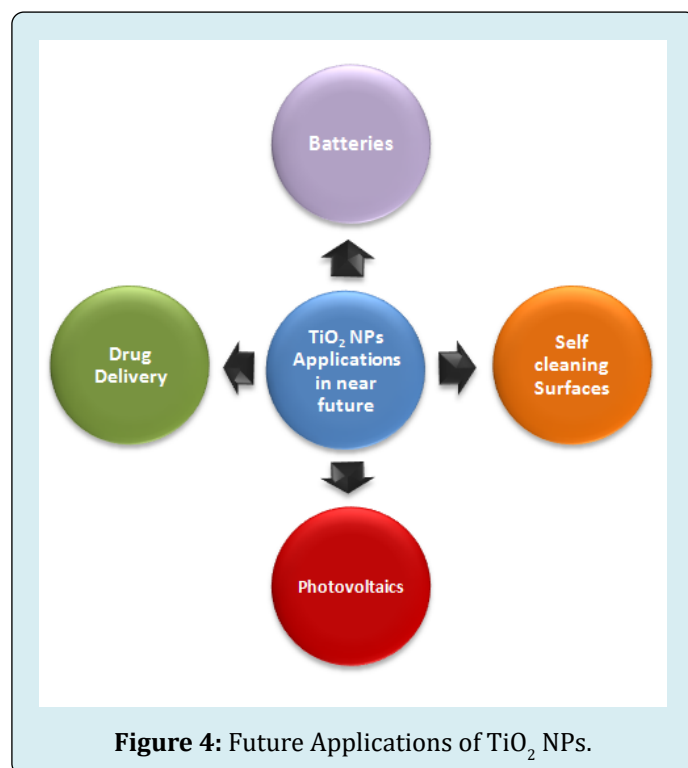 Batteries
Drug
Delivery
TiO₂ NPs
Applications
in near
future
Self
cleaning
Surfaces
Photovoltaics
Figure 4: Future Applications of TiO₂ NPs.